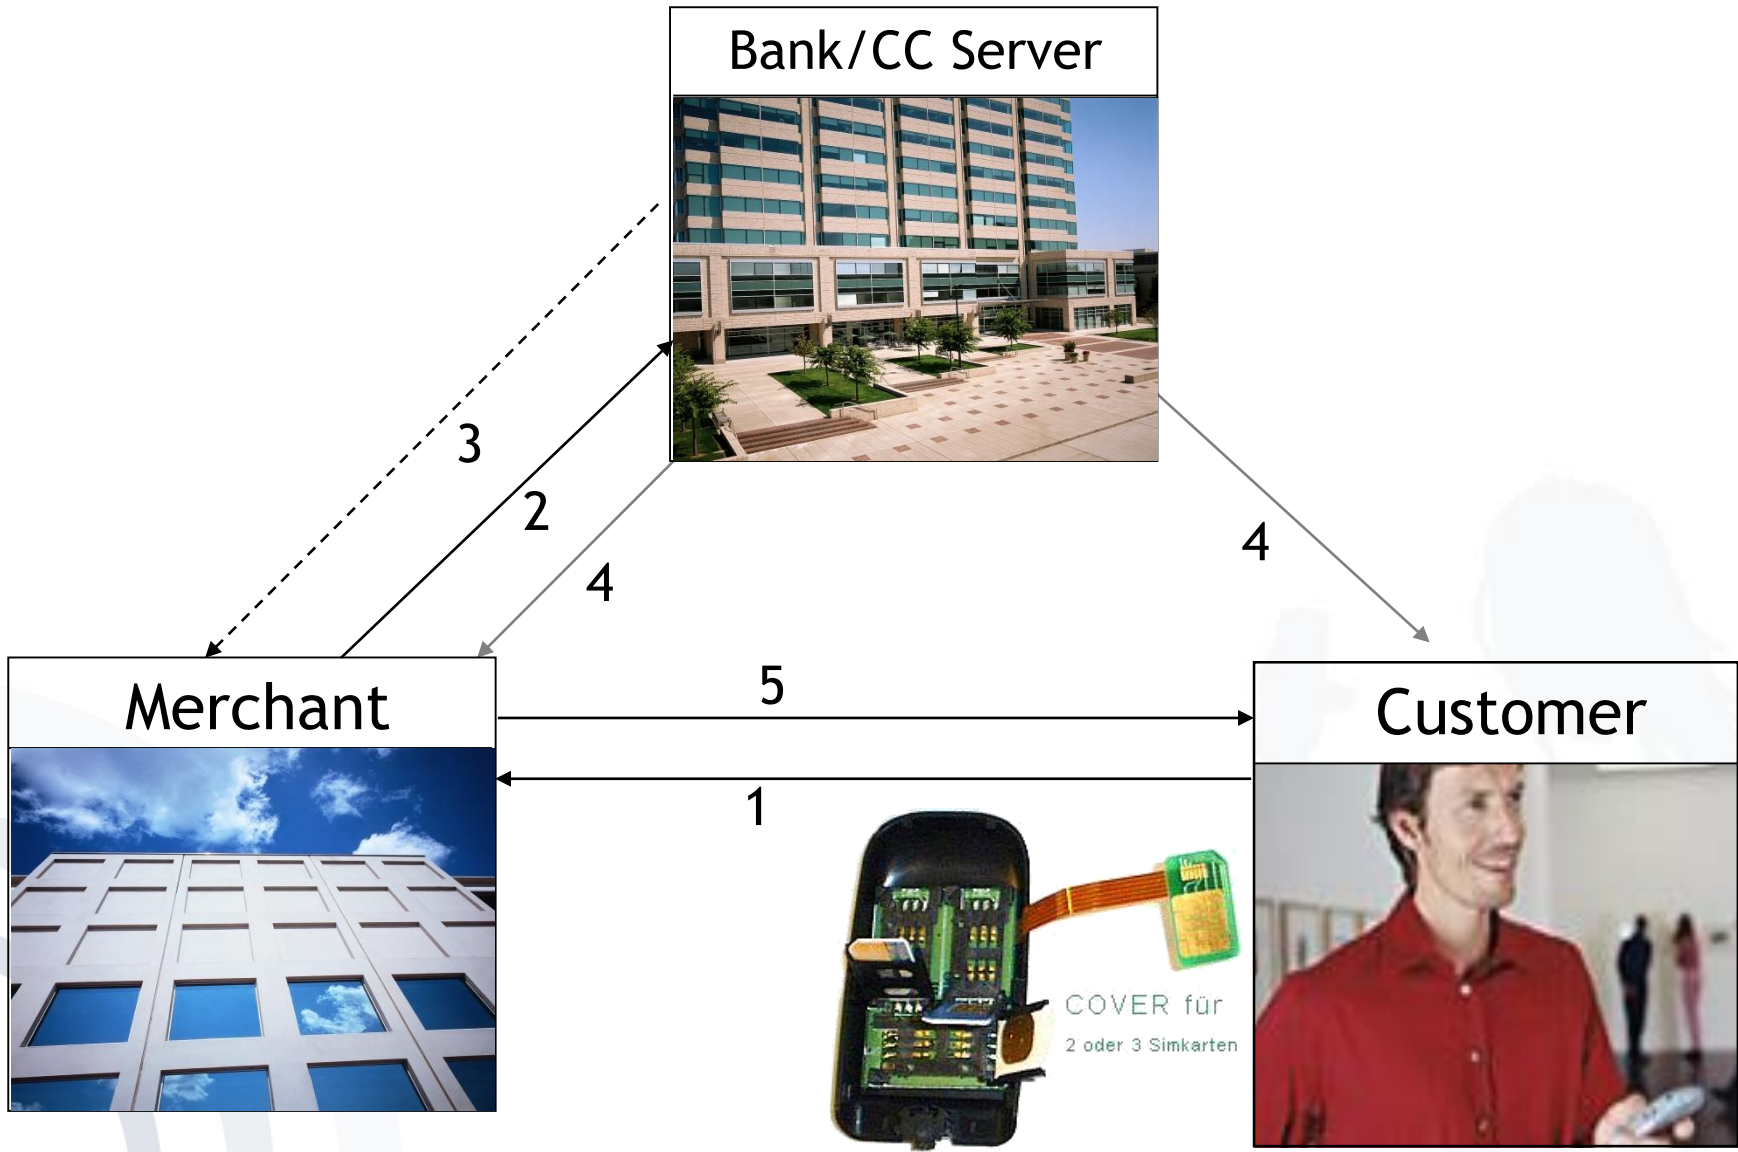 Bank/CC Server
3
2
4
4
Merchant
5
Customer
1
COVER für
2 oder 3 Simkarten